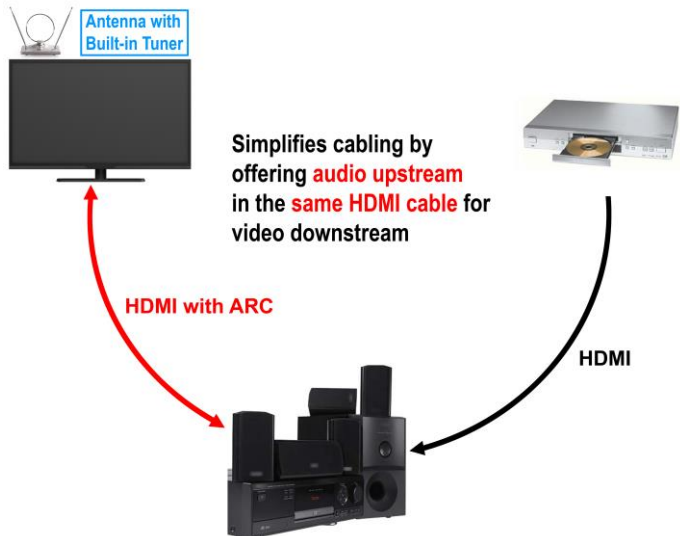 Antenna with
Built-in Tuner
Simplifies cabling by
offering audio upstream
in the same HDMI cable for
video downstream
HDMI with ARC
HDMI